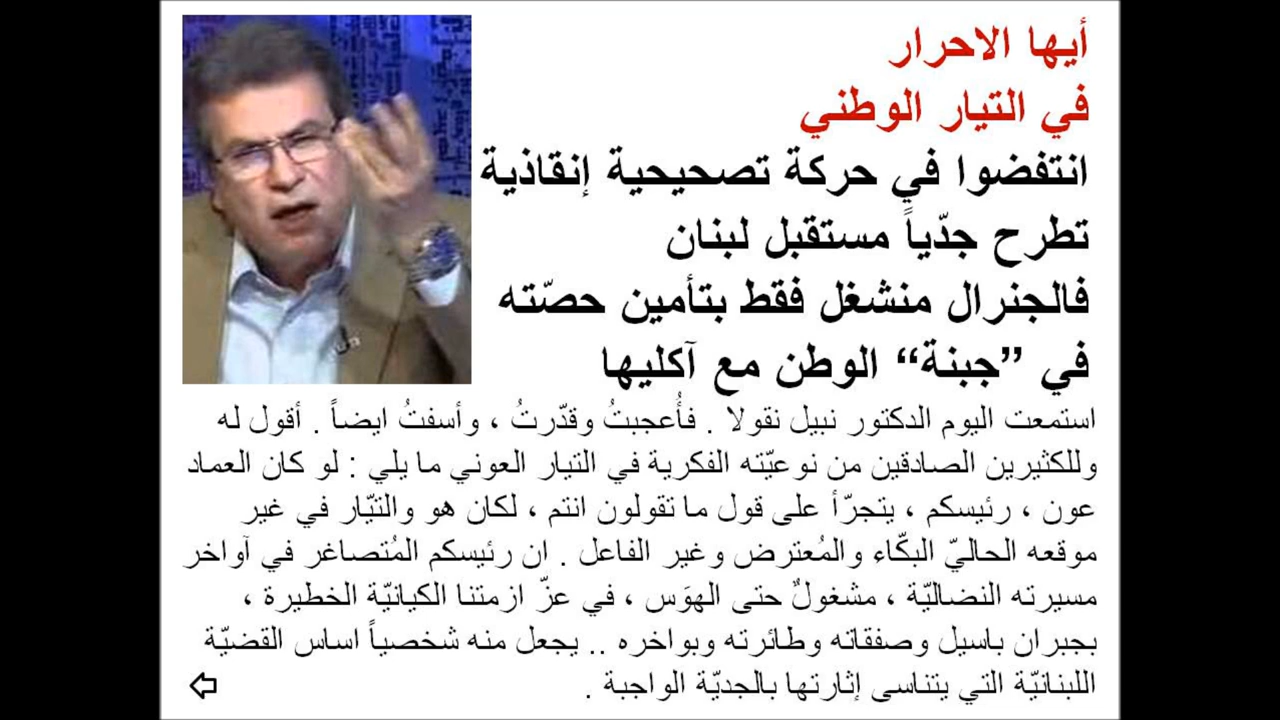 أيها الاحرار
في التيار الوطني
انتفضوا في حركة تصحيحية إنقاذية
تطرح جدّياً مستقبل لبنان
فالجنرال منشغل فقط بتأمين حصّته
في ”جبنة“ الوطن مع آكليها
استمعت اليوم الدكتور نبيل نقولا . فأُعجبتُ وقدّرتُ ، وأسفتُ ايضاً . أقول له
وللكثيرين الصادقين من نوعيّته الفكرية في التيار العوني ما يلي : لو كان العماد
عون ، رئيسكم ، يتجرّأ على قول ما تقولون انتم ، لكان هو والتيّار في غير
موقعه الحاليّ البكّاء والمُعترض وغير الفاعل . ان رئيسكم المُتصاغر في آواخر
مسيرته النضاليّة ، مشغولٌ حتى الهوَس ، في عزّ ازمتنا الكيانيّة الخطيرة ،
بجبران باسيل وصفقاته وطائرته وبواخره .. يجعل منه شخصياً اساس القضيّة
اللبنانيّة التي يتناسى إثارتها بالجديّة الواجبة .